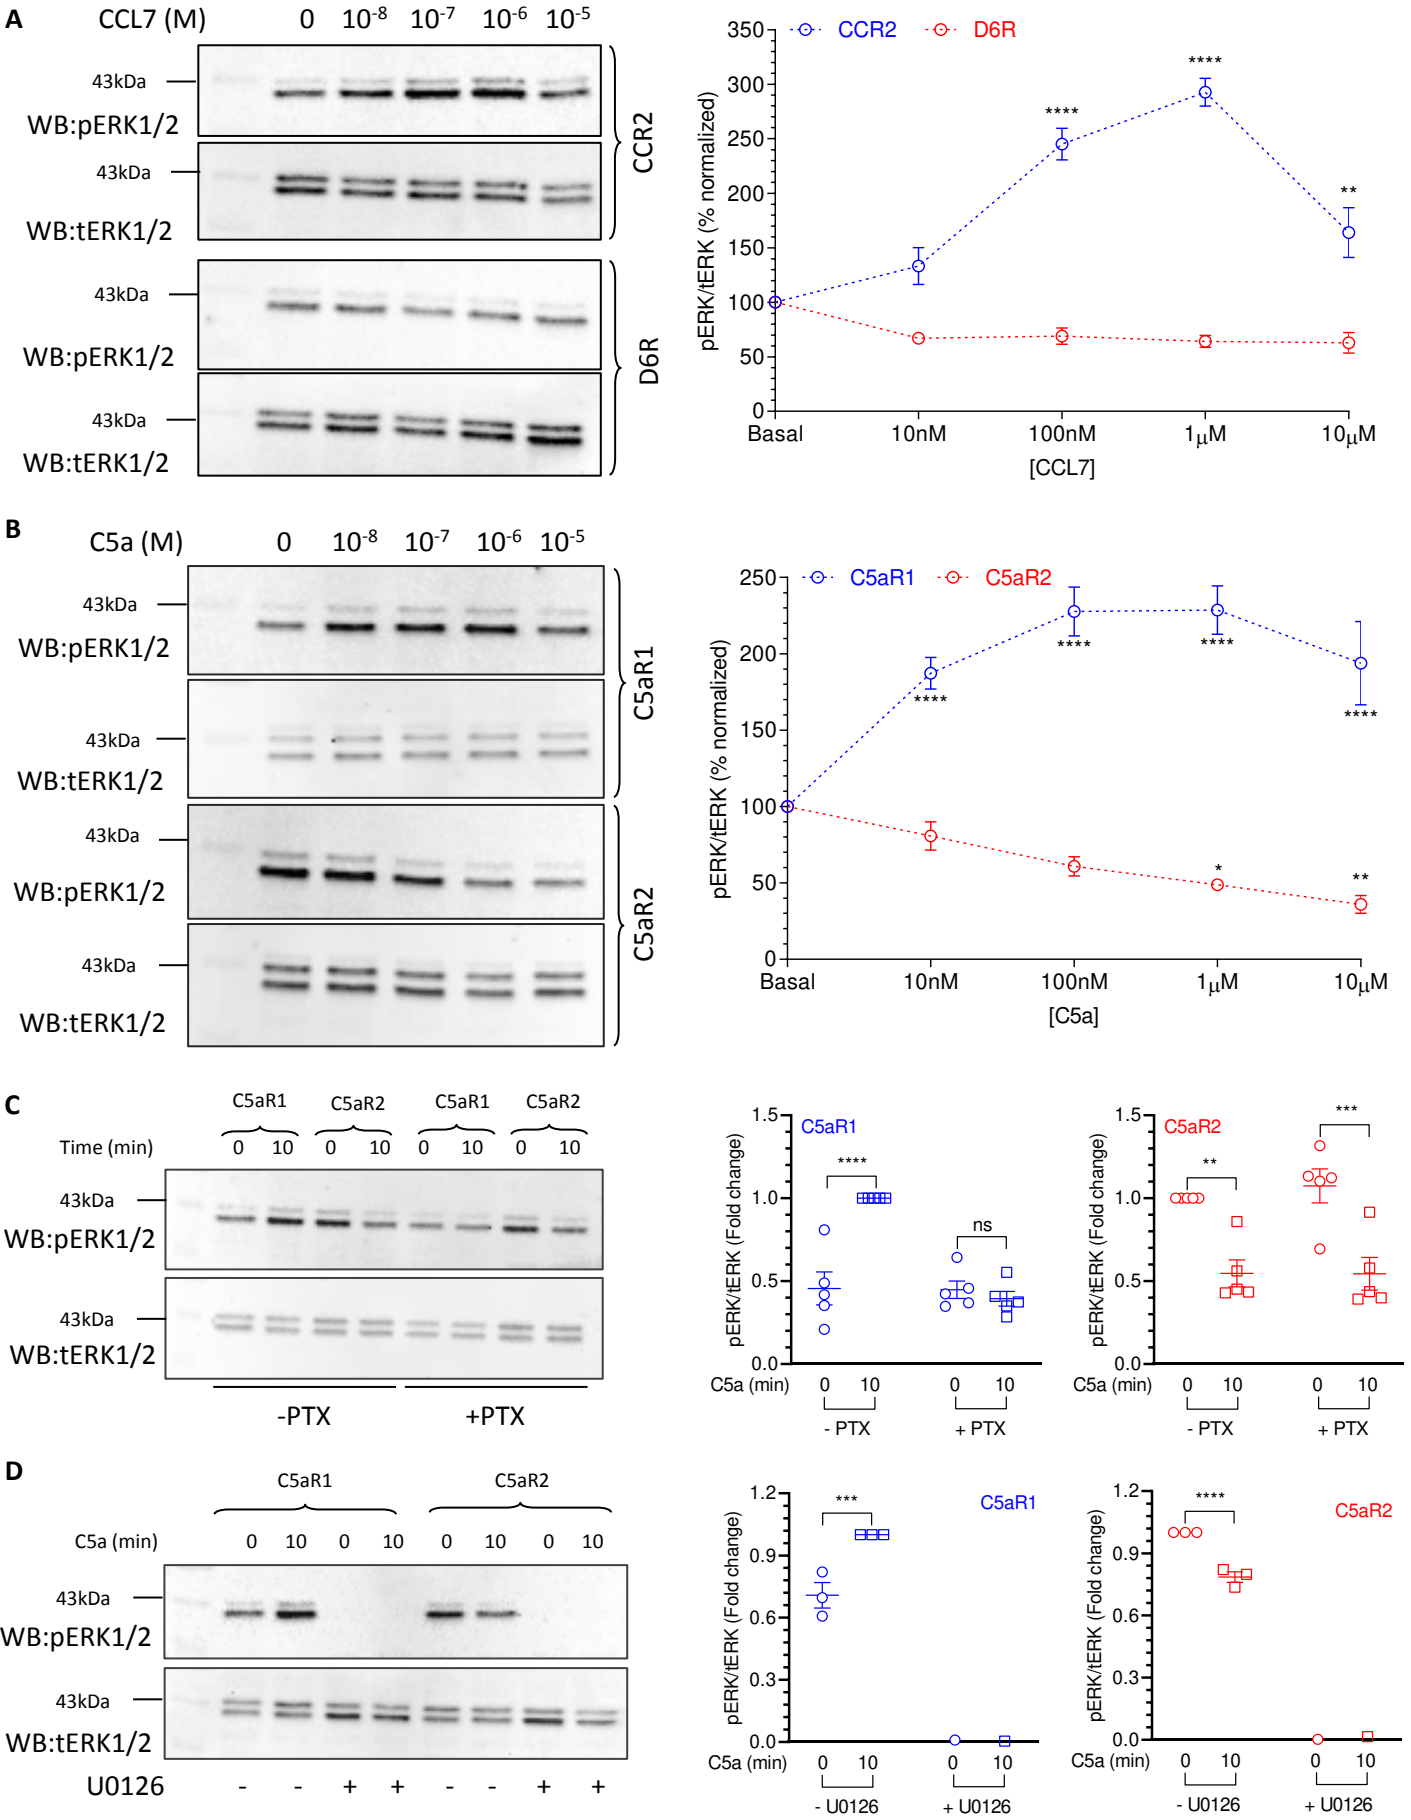 A
CCL7 (M) 0 10-8 10-7 10-6 10-5
43kDa
WB:pERK1/2
43kDa
WB:tERK1/2
CCR2
43kDa
WB:pERK1/2
43kDa
WB:tERK1/2
D6R
CCR2 D6R
pERK/tERK (% normalized)
350
300
250
200
150
100
50
0
****
****
**
Basal 10nM 100nM 1μM 10μM
[CCL7]
B
C5a (M) 0 10-8 10-7 10-6 10-5
43kDa
WB:pERK1/2
43kDa
WB:tERK1/2
C5aR1
43kDa
WB:pERK1/2
43kDa
WB:tERK1/2
C5aR2
C5aR1 C5aR2
pERK/tERK (% normalized)
250
200
150
100
50
0
****
****
****
****
*
**
Basal 10nM 100nM 1μM 10μM
[C5a]
C
C5aR1 C5aR2 C5aR1 C5aR2
Time (min) 0 10 0 10 0 10 0 10
43kDa
WB:pERK1/2
43kDa
WB:tERK1/2
-PTX +PTX
C5aR1
pERK/tERK (Fold change)
1.5
1.0
0.5
0.0
****
ns
C5a (min) 0 10 0 10
- PTX + PTX
C5aR2
pERK/tERK (Fold change)
1.5
1.0
0.5
0.0
**
***
C5a (min) 0 10 0 10
- PTX + PTX
D
C5aR1 C5aR2
C5a (min) 0 10 0 10 0 10 0 10
43kDa
WB:pERK1/2
43kDa
WB:tERK1/2
U0126 - - + + - - + +
C5aR1
pERK/tERK (Fold change)
1.2
0.9
0.6
0.3
0.0
***
C5a (min) 0 10 0 10
- U0126 + U0126
C5aR2
pERK/tERK (Fold change)
1.2
0.9
0.6
0.3
0.0
****
C5a (min) 0 10 0 10
- U0126 + U0126